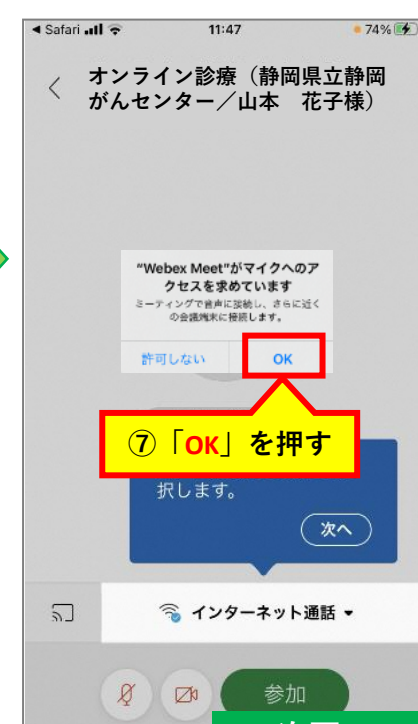 Safari
11:47
74%
オンライン診療（静岡県立静岡
がんセンター／山本　花子様）
"Webex Meet"がマイクへのア
クセスを求めています
ミーティングで音声に接続し、さらに近く
の会議端末に接続します。
許可しない
OK
⑦「OK」を押す
択します。
次へ
インターネット通話
参加